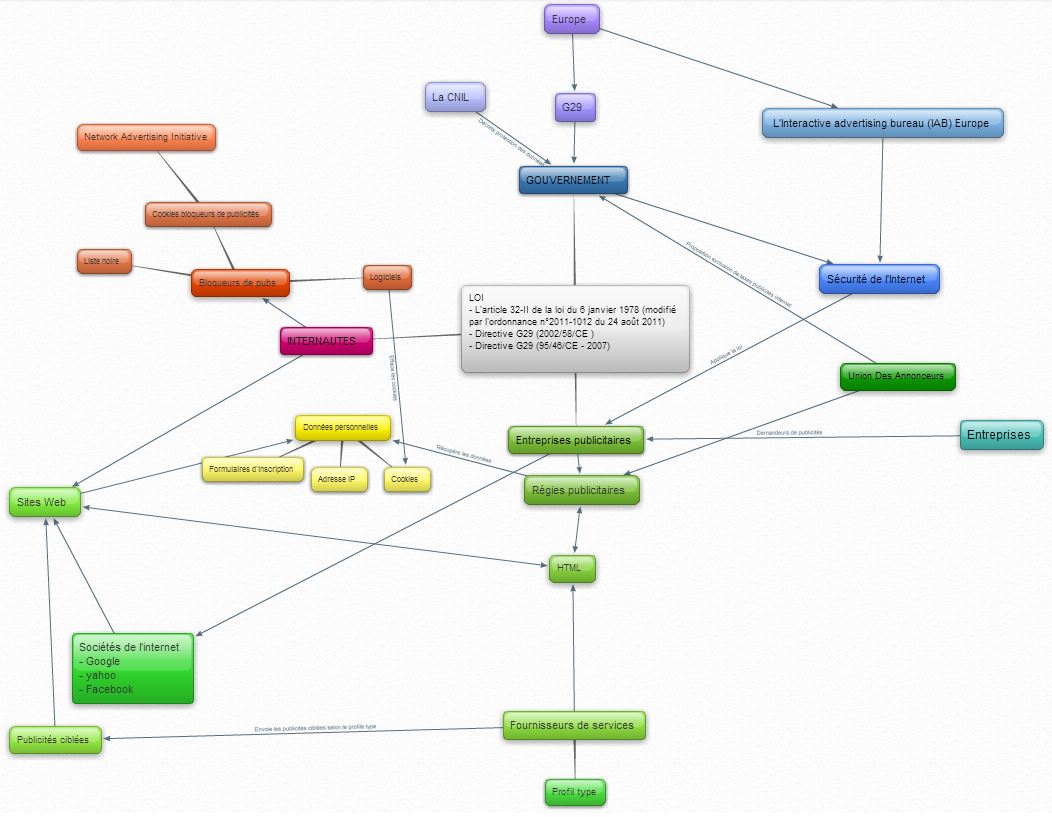 Europe
La CNIL
G29
L'Interactive advertising bureau (IAB) Europe
Network Advertising Initiative
Décrets protection des données
GOUVERNEMENT
Cookies bloqueurs de publicités
Liste noire
Bloqueurs de pubs
Logiciels
Proposition exclusion de taxes publicités internet
Sécurité de l'Internet
LOI
- L'article 32-II de la loi du 6 janvier 1978 (modifié
par l'ordonnance n°2011-1012 du 24 août 2011)
- Directive G29 (2002/58/CE )
- Directive G29 (95/46/CE - 2007)
INTERNAUTES
Efface les cookies
Applique la loi
Union Des Annonceurs
Données personnelles
Entreprises publicitaires
Demandeurs de publicités
Entreprises
Récupère les données
Formulaires d'inscription
Adresse IP
Cookies
Régies publicitaires
Sites Web
HTML
Sociétés de l'internet
- Google
- yahoo
- Facebook
Publicités ciblées
Envoie les publicités ciblées selon le profile type
Fournisseurs de services
Profil type